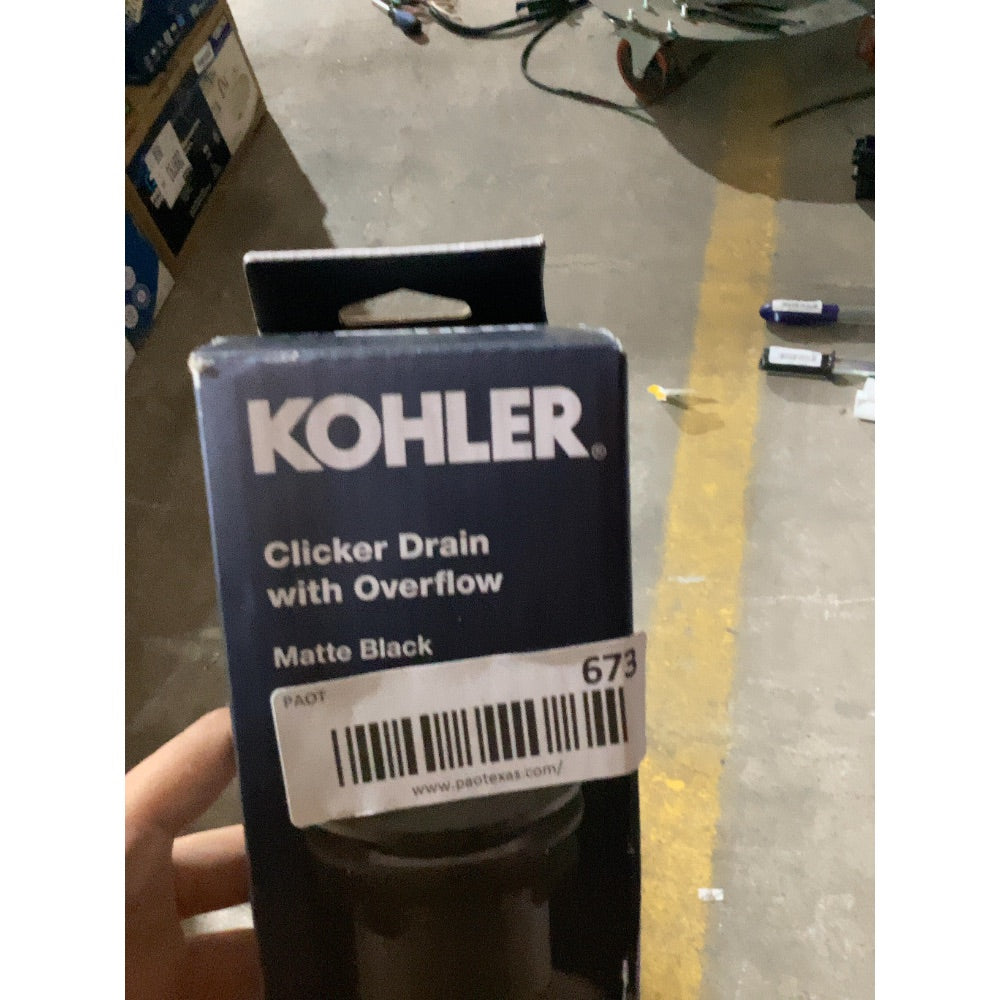 KOHLER®
Clicker Drain
with Overflow
Matte Black
PAOT
673
www.paotexas.com/